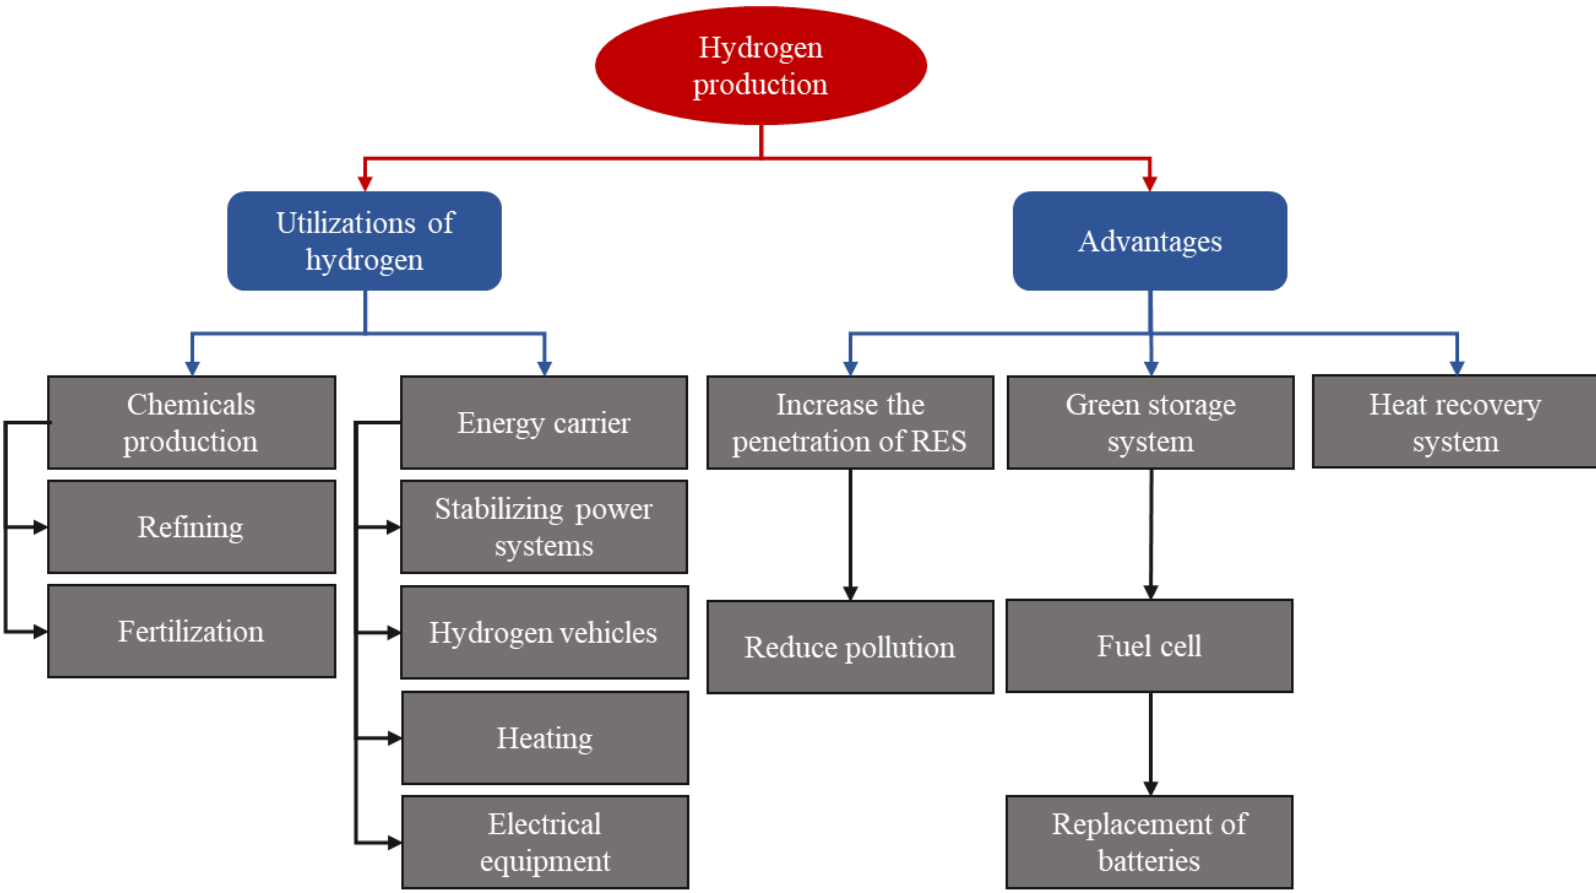 Hydrogen
production
Utilizations of
hydrogen
Advantages
Chemicals
production
Refining
Fertilization
Energy carrier
Stabilizing power
systems
Hydrogen vehicles
Heating
Electrical
equipment
Increase the
penetration of RES
Reduce pollution
Green storage
system
Fuel cell
Replacement of
batteries
Heat recovery
system